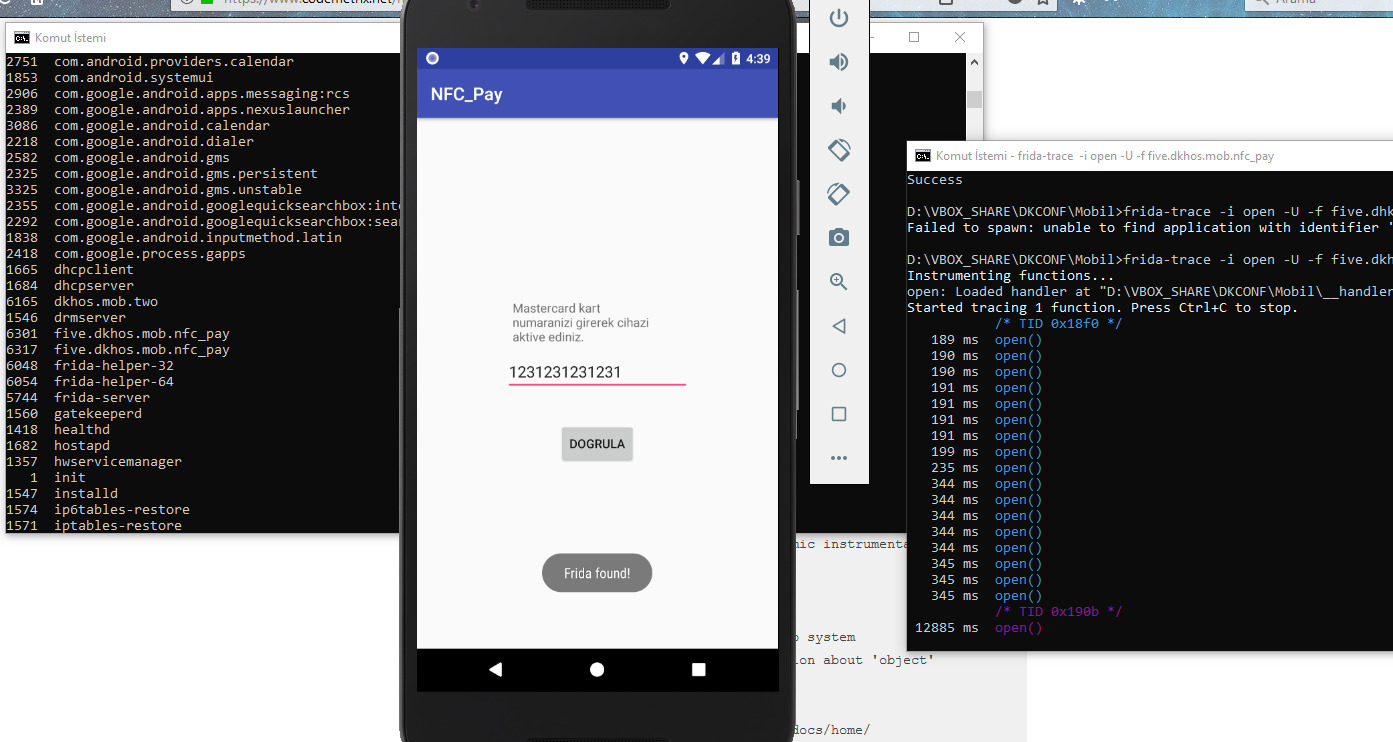 https://www.codemetrix.net/
Arama
Komut İstemi
2751 com.android.providers.calendar
1853 com.android.systemui
2906 com.google.android.apps.messaging:rcs
2389 com.google.android.apps.nexuslauncher
3086 com.google.android.calendar
2218 com.google.android.dialer
2582 com.google.android.gms
2325 com.google.android.gms.persistent
3325 com.google.android.gms.unstable
2355 com.google.android.googlequicksearchbox:inte
2292 com.google.android.googlequicksearchbox:sear
1838 com.google.android.inputmethod.latin
2418 com.google.process.gapps
1665 dhcpclient
1684 dhcpserver
6165 dkhos.mob.two
1546 drmserver
6301 five.dkhos.mob.nfc_pay
6317 five.dkhos.mob.nfc_pay
6048 frida-helper-32
6054 frida-helper-64
5744 frida-server
1560 gatekeeperd
1418 healthd
1682 hostapd
1357 hwservicemanager
1 init
1547 installd
1574 ip6tables-restore
1571 iptables-restore
4:39
NFC_Pay
Mastercard kart
numaranizi girerek cihazi
aktive ediniz.
1231231231231
DOGRULA
Frida found!
Komut İstemi - frida-trace -i open -U -f five.dkhos.mob.nfc_pay
Success
D:\VBOX_SHARE\DKCONF\Mobil>frida-trace -i open -U -f five.dhk
Failed to spawn: unable to find application with identifier '
D:\VBOX_SHARE\DKCONF\Mobil>frida-trace -i open -U -f five.dkh
Instrumenting functions...
open: Loaded handler at "D:\VBOX_SHARE\DKCONF\Mobil\__handler
Started tracing 1 function. Press Ctrl+C to stop.
/* TID 0x18f0 */
189 ms open()
190 ms open()
190 ms open()
191 ms open()
191 ms open()
191 ms open()
191 ms open()
199 ms open()
235 ms open()
344 ms open()
344 ms open()
344 ms open()
344 ms open()
344 ms open()
345 ms open()
345 ms open()
345 ms open()
/* TID 0x190b */
12885 ms open()
mic instrumenta
system
ion about 'object'
docs/home/